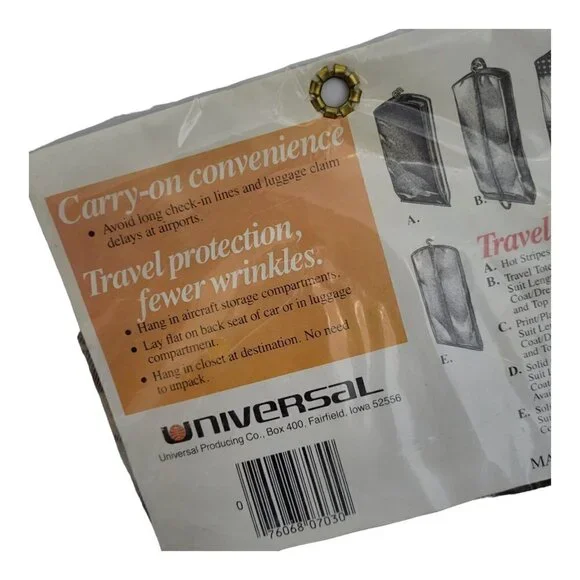 Carry-on convenience
• Avoid long check-in lines and luggage claim
delays at airports.
Travel protection,
fewer wrinkles.
• Hang in aircraft storage compartments.
• Lay flat on back seat of car or in luggage
compartment.
• Hang in closet at destination. No need
to unpack.
UNIVERSAL
Universal Producing Co., Box 400, Fairfield, Iowa 52556
0
76068 07030
A.
B.
E.
Travel
A. Hot Stripes
B. Travel Tote
Suit Leng
Coat/Dre
and Top
C. Print/Pla
Suit Le
Coat/D
and To
D. Solid
Suit L
Coat
Avai
E. Sol
Su
Co
MA